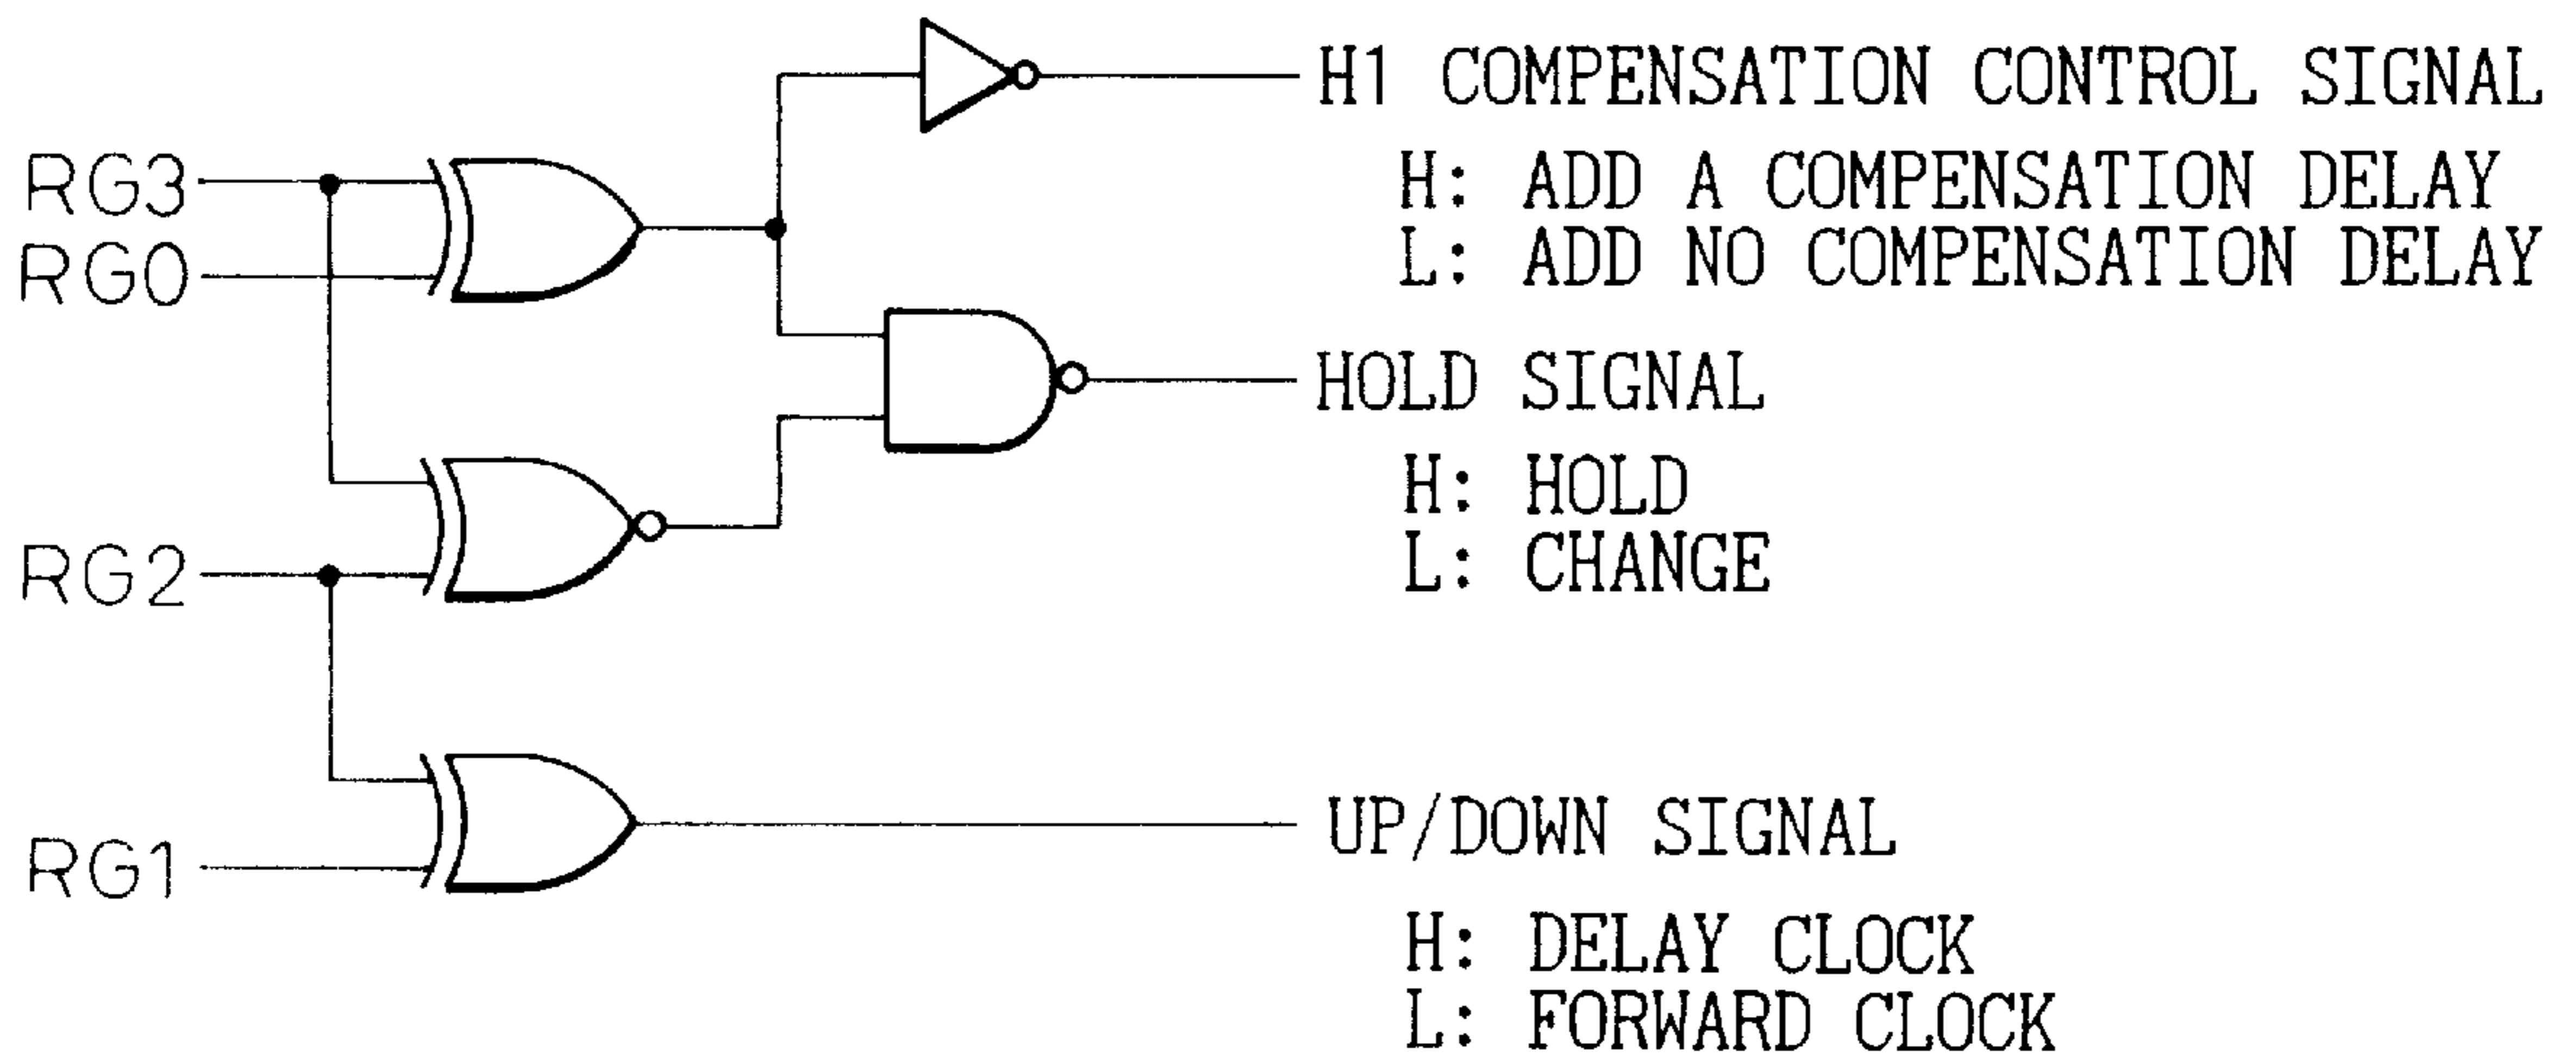 H1 COMPENSATION CONTROL SIGNAL
H: ADD A COMPENSATION DELAY
L: ADD NO COMPENSATION DELAY
RG3
RG0
HOLD SIGNAL
H: HOLD
L: CHANGE
RG2
UP/DOWN SIGNAL
RG1
H: DELAY CLOCK
L: FORWARD CLOCK